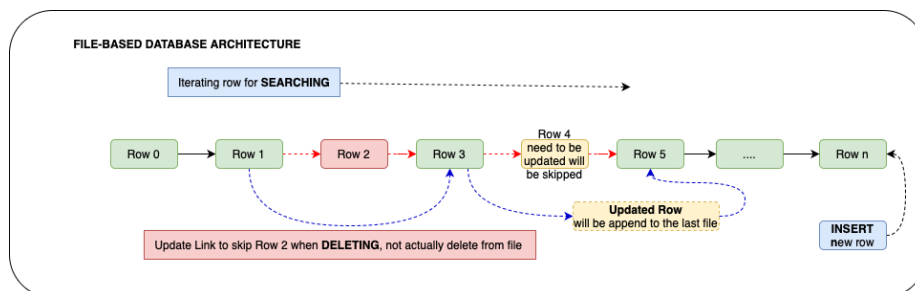 FILE-BASED DATABASE ARCHITECTURE
Iterating row for SEARCHING
Row 0
Row 1
Row 2
Row 3
Row 4
need to be
updated will
be skipped
Row 5
....
Row n
Updated Row
will be append to the last file
Update Link to skip Row 2 when DELETING, not actually delete from file
INSERT
new row